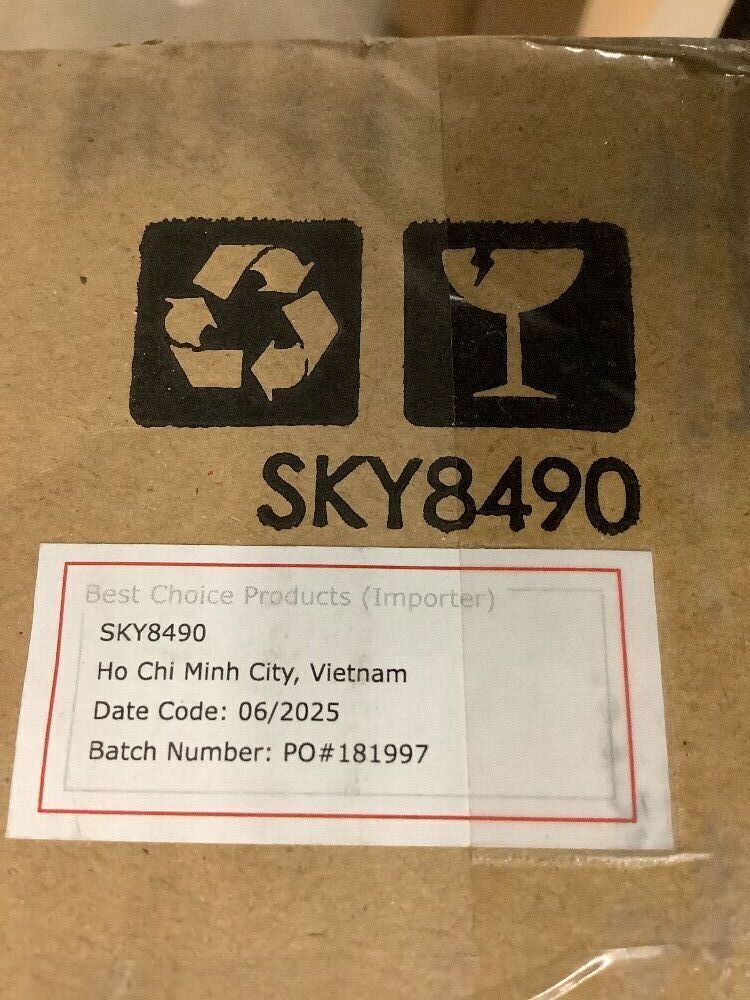 SKY8490
Best Choice Products (Importer)
SKY8490
Ho Chi Minh City, Vietnam
Date Code: 06/2025
Batch Number: PO#181997